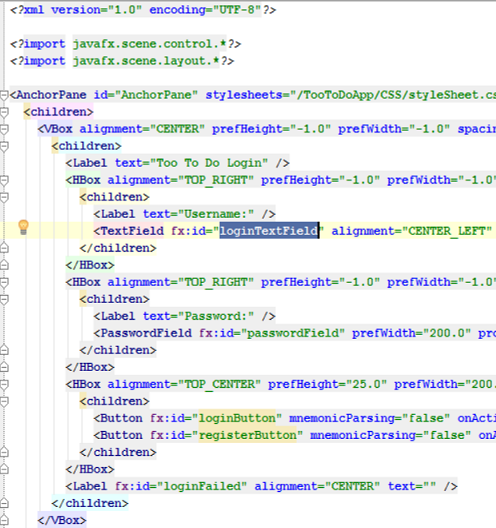 <?xml version="1.0" encoding="UTF-8"?>
<?import javafx.scene.control.*?>
<?import javafx.scene.layout.*?>
<AnchorPane id="AnchorPane" stylesheets="/TooToDoApp/CSS/styleSheet.cs
<children>
<VBox alignment="CENTER" prefHeight="-1.0" prefWidth="-1.0" spacin
<children>
<Label text="Too To Do Login" />
<HBox alignment="TOP_RIGHT" prefHeight="-1.0" prefWidth="-1.0"
<children>
<Label text="Username:" />
<TextField fx:id="loginTextField" alignment="CENTER_LEFT"
</children>
</HBox>
<HBox alignment="TOP_RIGHT" prefHeight="-1.0" prefWidth="-1.0"
<children>
<Label text="Password:" />
<PasswordField fx:id="passwordField" prefWidth="200.0" pro
</children>
</HBox>
<HBox alignment="TOP_CENTER" prefHeight="25.0" prefWidth="200.
<children>
<Button fx:id="loginButton" mnemonicParsing="false" onActi
<Button fx:id="registerButton" mnemonicParsing="false" onA
</children>
</HBox>
<Label fx:id="loginFailed" alignment="CENTER" text="" />
</children>
</VBox>